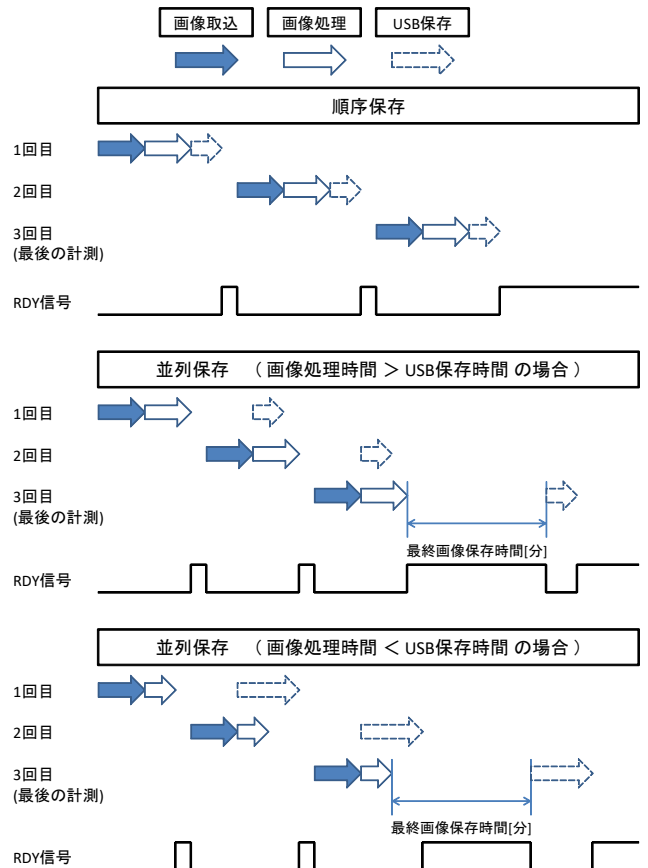 画像取込 画像処理 USB保存
順序保存
1回目
2回目
3回目
(最後の計測)
RDY信号
並列保存 ( 画像処理時間 > USB保存時間 の場合 )
1回目
2回目
3回目
(最後の計測)
最終画像保存時間[分]
RDY信号
並列保存 ( 画像処理時間 < USB保存時間 の場合 )
1回目
2回目
3回目
(最後の計測)
最終画像保存時間[分]
RDY信号